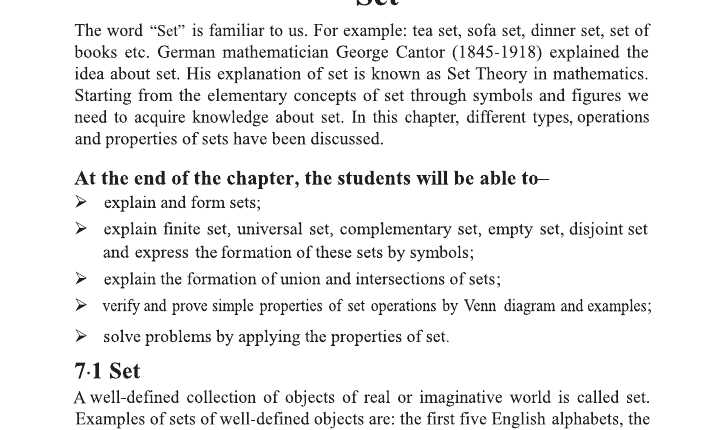 Set
The word “Set” is familiar to us. For example: tea set, sofa set, dinner set, set of
books etc. German mathematician George Cantor (1845-1918) explained the
idea about set. His explanation of set is known as Set Theory in mathematics.
Starting from the elementary concepts of set through symbols and figures we
need to acquire knowledge about set. In this chapter, different types, operations
and properties of sets have been discussed.
At the end of the chapter, the students will be able to–
➢ explain and form sets;
➢ explain finite set, universal set, complementary set, empty set, disjoint set
and express the formation of these sets by symbols;
➢ explain the formation of union and intersections of sets;
➢ verify and prove simple properties of set operations by Venn diagram and examples;
➢ solve problems by applying the properties of set.
7·1 Set
A well-defined collection of objects of real or imaginative world is called set.
Examples of sets of well-defined objects are: the first five English alphabets, the